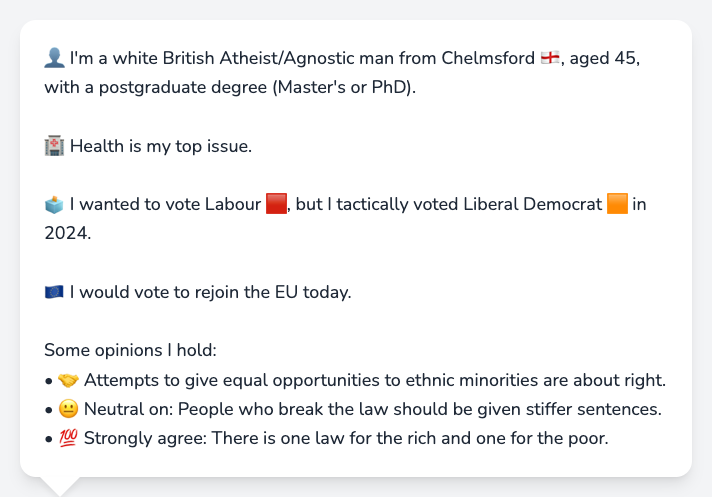 👤 I'm a white British Atheist/Agnostic man from Chelmsford 🏴󠁧󠁢󠁥󠁮󠁧󠁿, aged 45,
with a postgraduate degree (Master's or PhD).
🏥 Health is my top issue.
🗳️ I wanted to vote Labour 🟥, but I tactically voted Liberal Democrat 🟧 in
2024.
🇪🇺 I would vote to rejoin the EU today.
Some opinions I hold:
• 🤝 Attempts to give equal opportunities to ethnic minorities are about right.
• 😐 Neutral on: People who break the law should be given stiffer sentences.
• 💯 Strongly agree: There is one law for the rich and one for the poor.